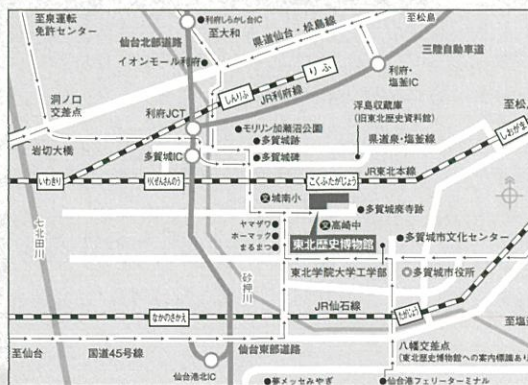 至泉運転
免許センター
利府しらかし台IC
至大和
仙台北部道路
イオンモール利府
県道仙台・松島線
至松島
三陸自動車道
しんりふ
りふ
JR利府線
利府・
塩釜IC
洞ノ口
交差点
利府JCT
浮島収蔵庫
(旧東北歴史資料館)
モリリン加瀬沼公園
多賀城跡
岩切大橋
多賀城IC
多賀城碑
県道泉・塩釜線
しおがま
至松島
JR東北本線
いわきり
りくぜんさんのう
こくふたがじょう
文城南小
多賀城廃寺跡
七北田川
ヤマザワ
ホーマック
まるまつ
文高崎中
東北歴史博物館
多賀城市文化センター
東北学院大学工学部
多賀城市役所
砂押川
JR仙石線
なかのさかえ
たがじょう
至塩
至仙台
国道45号線
仙台東部道路
八幡交差点
(東北歴史博物館への案内標識あり
仙台港北IC
夢メッセみやぎ
仙台港フェリーターミナル